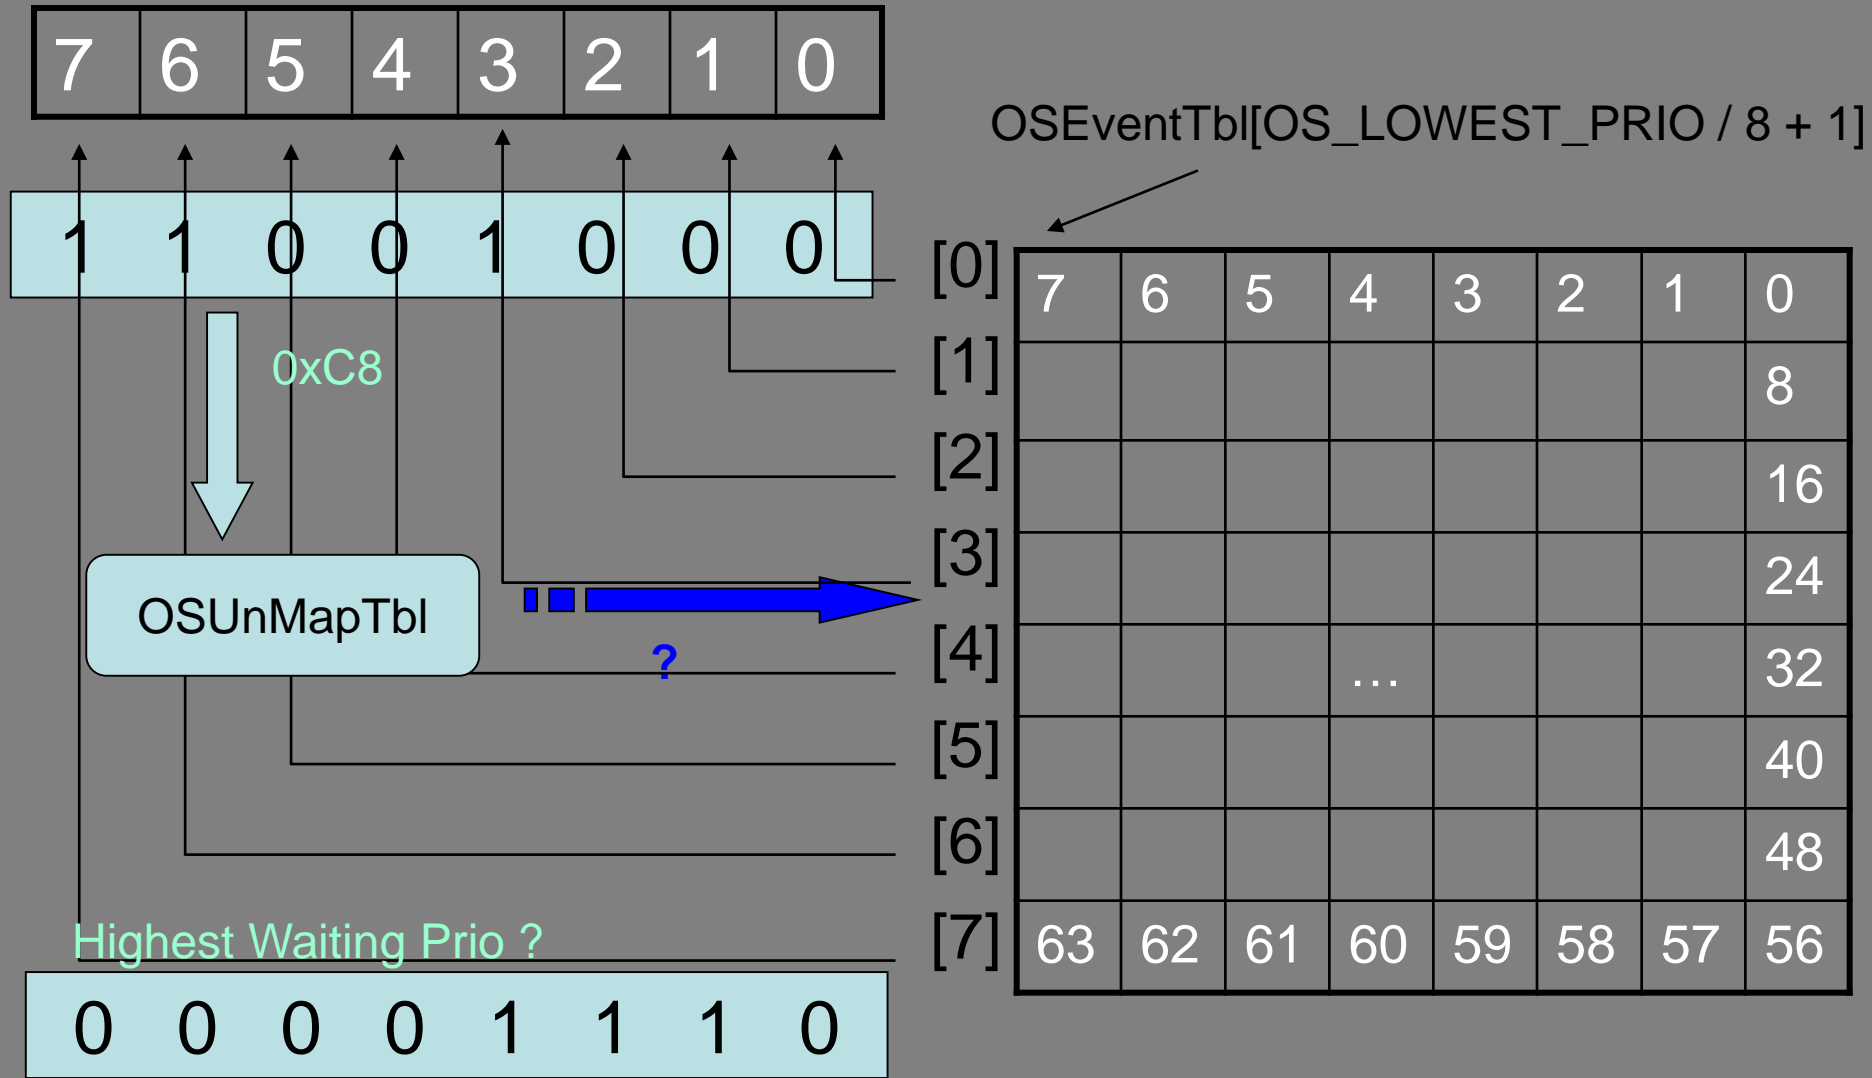 7 6 5 4 3 2 1 0
OSEventTbl[OS_LOWEST_PRIO / 8 + 1]
1 1 0 0 1 0 0 0
0xC8
OSUnMapTbl
?
[0] 7 6 5 4 3 2 1 0
[1] 8
[2] 16
[3] 24
[4] … 32
[5] 40
[6] 48
[7] 63 62 61 60 59 58 57 56
Highest Waiting Prio ?
0 0 0 0 1 1 1 0